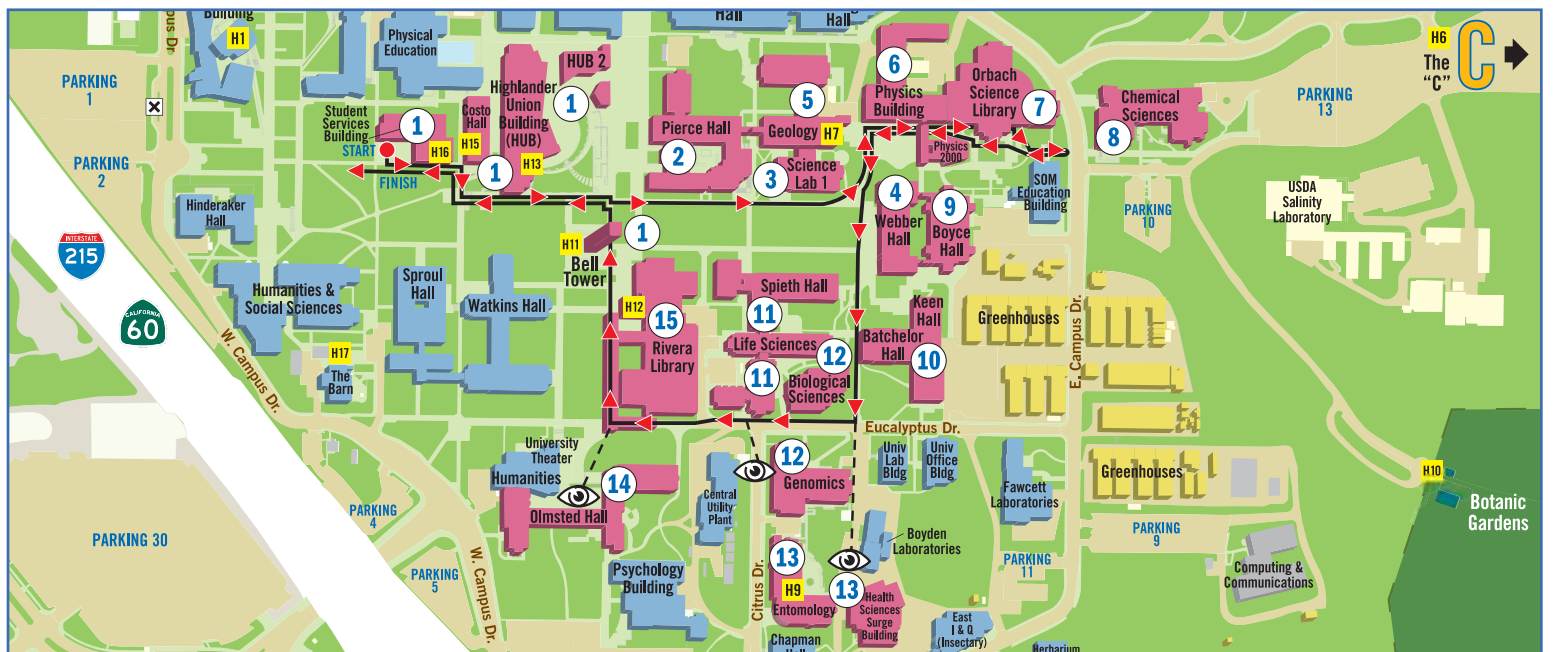 Building
H1
Hall
Hall
PARKING
1
pus Dr.
Physical
Education
HUB 2
Highlander
Union
Building
(HUB)
1
Costo
Hall
Student
Services
Building
1
START
H16
H15
H13
1
FINISH
PARKING
2
Hinderaker
Hall
Pierce Hall
2
5
Geology
H7
3
Science
Lab 1
6
Physics
Building
Orbach
Science
Library
7
Physics
2000
Chemical
Sciences
8
PARKING
13
H6
The
"C"
C
SOM
Education
Building
PARKING
10
USDA
Salinity
Laboratory
4
Webber
Hall
9
Boyce
Hall
INTERSTATE
215
CALIFORNIA
60
H11
Bell
Tower
1
Humanities &
Social Sciences
Sproul
Hall
Watkins Hall
H12
15
Rivera
Library
Spieth Hall
11
Life Sciences
12
11
Biological
Sciences
Keen
Hall
Batchelor
Hall
10
Greenhouses
E. Campus Dr.
H17
The
Barn
W. Campus Dr.
Eucalyptus Dr.
University
Theater
Humanities
14
Olmsted Hall
Central
Utility
Plant
12
Genomics
Univ
Lab
Bldg
Univ
Office
Bldg
Fawcett
Laboratories
Greenhouses
H10
Botanic
Gardens
PARKING
4
PARKING 30
PARKING
5
W. Campus Dr.
Psychology
Building
Citrus Dr.
13
H9
Entomology
13
Boyden
Laboratories
Health
Sciences
Surge
Building
PARKING
11
PARKING
9
Computing &
Communications
East
I & Q
(Insectary)
Chapman
Herbarium